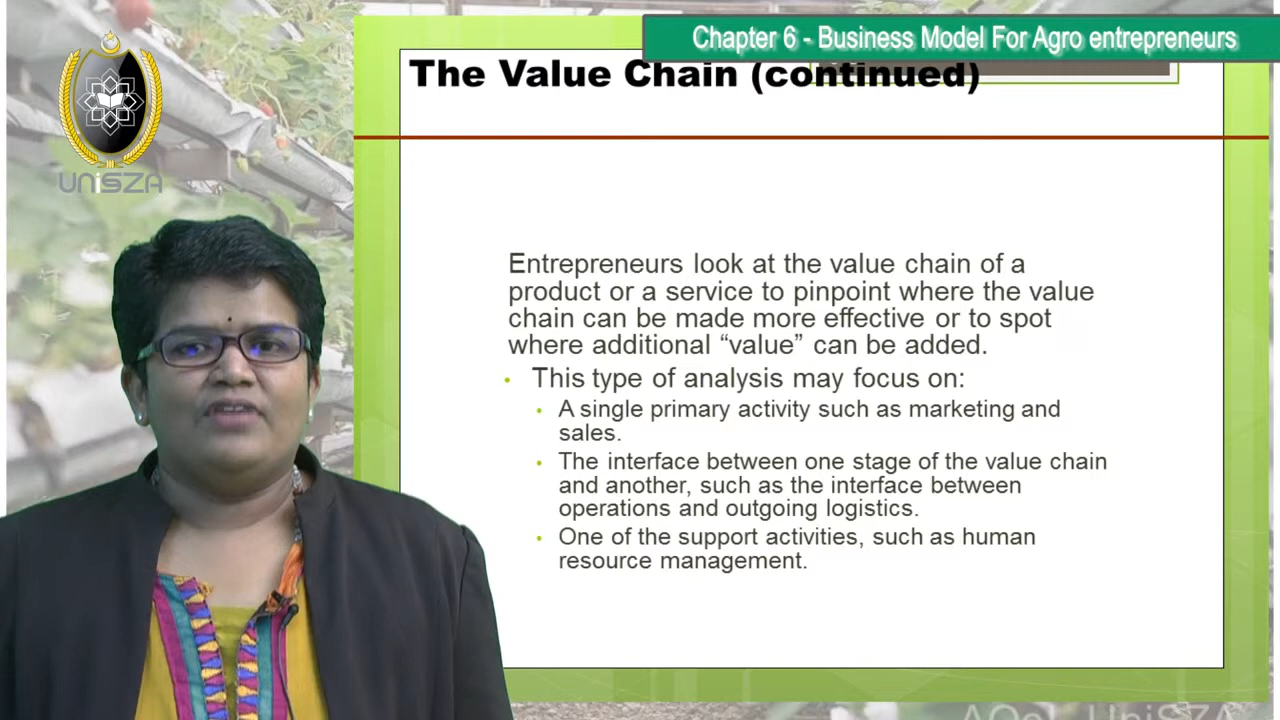 Chapter 6 - Business Model For Agro entrepreneurs
The Value Chain (continued)
UNiSZA
Entrepreneurs look at the value chain of a
product or a service to pinpoint where the value
chain can be made more effective or to spot
where additional “value” can be added.
• This type of analysis may focus on:
• A single primary activity such as marketing and
sales.
• The interface between one stage of the value chain
and another, such as the interface between
operations and outgoing logistics.
• One of the support activities, such as human
resource management.